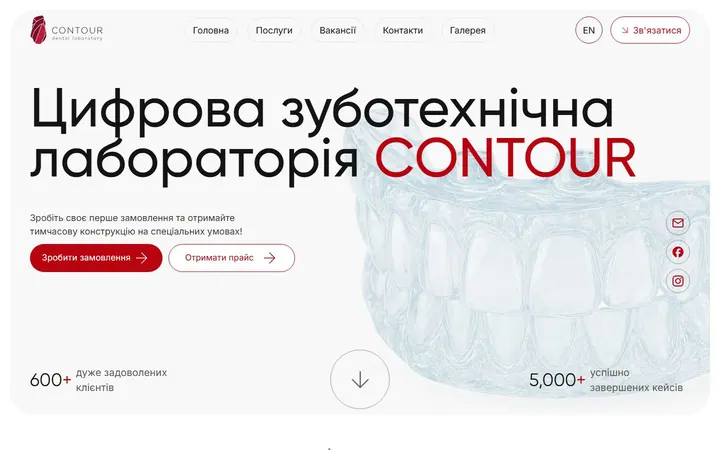 CONTOUR
dental laboratory
Головна
Послуги
Вакансії
Контакти
Галерея
EN
Зв'язатися
Цифрова зуботехнічна
лабораторія CONTOUR
Зробіть своє перше замовлення та отримайте
тимчасову конструкцію на спеціальних умовах!
Зробити замовлення
Отримати прайс
600+ дуже задоволених
клієнтів
5,000+ успішно
завершених кейсів